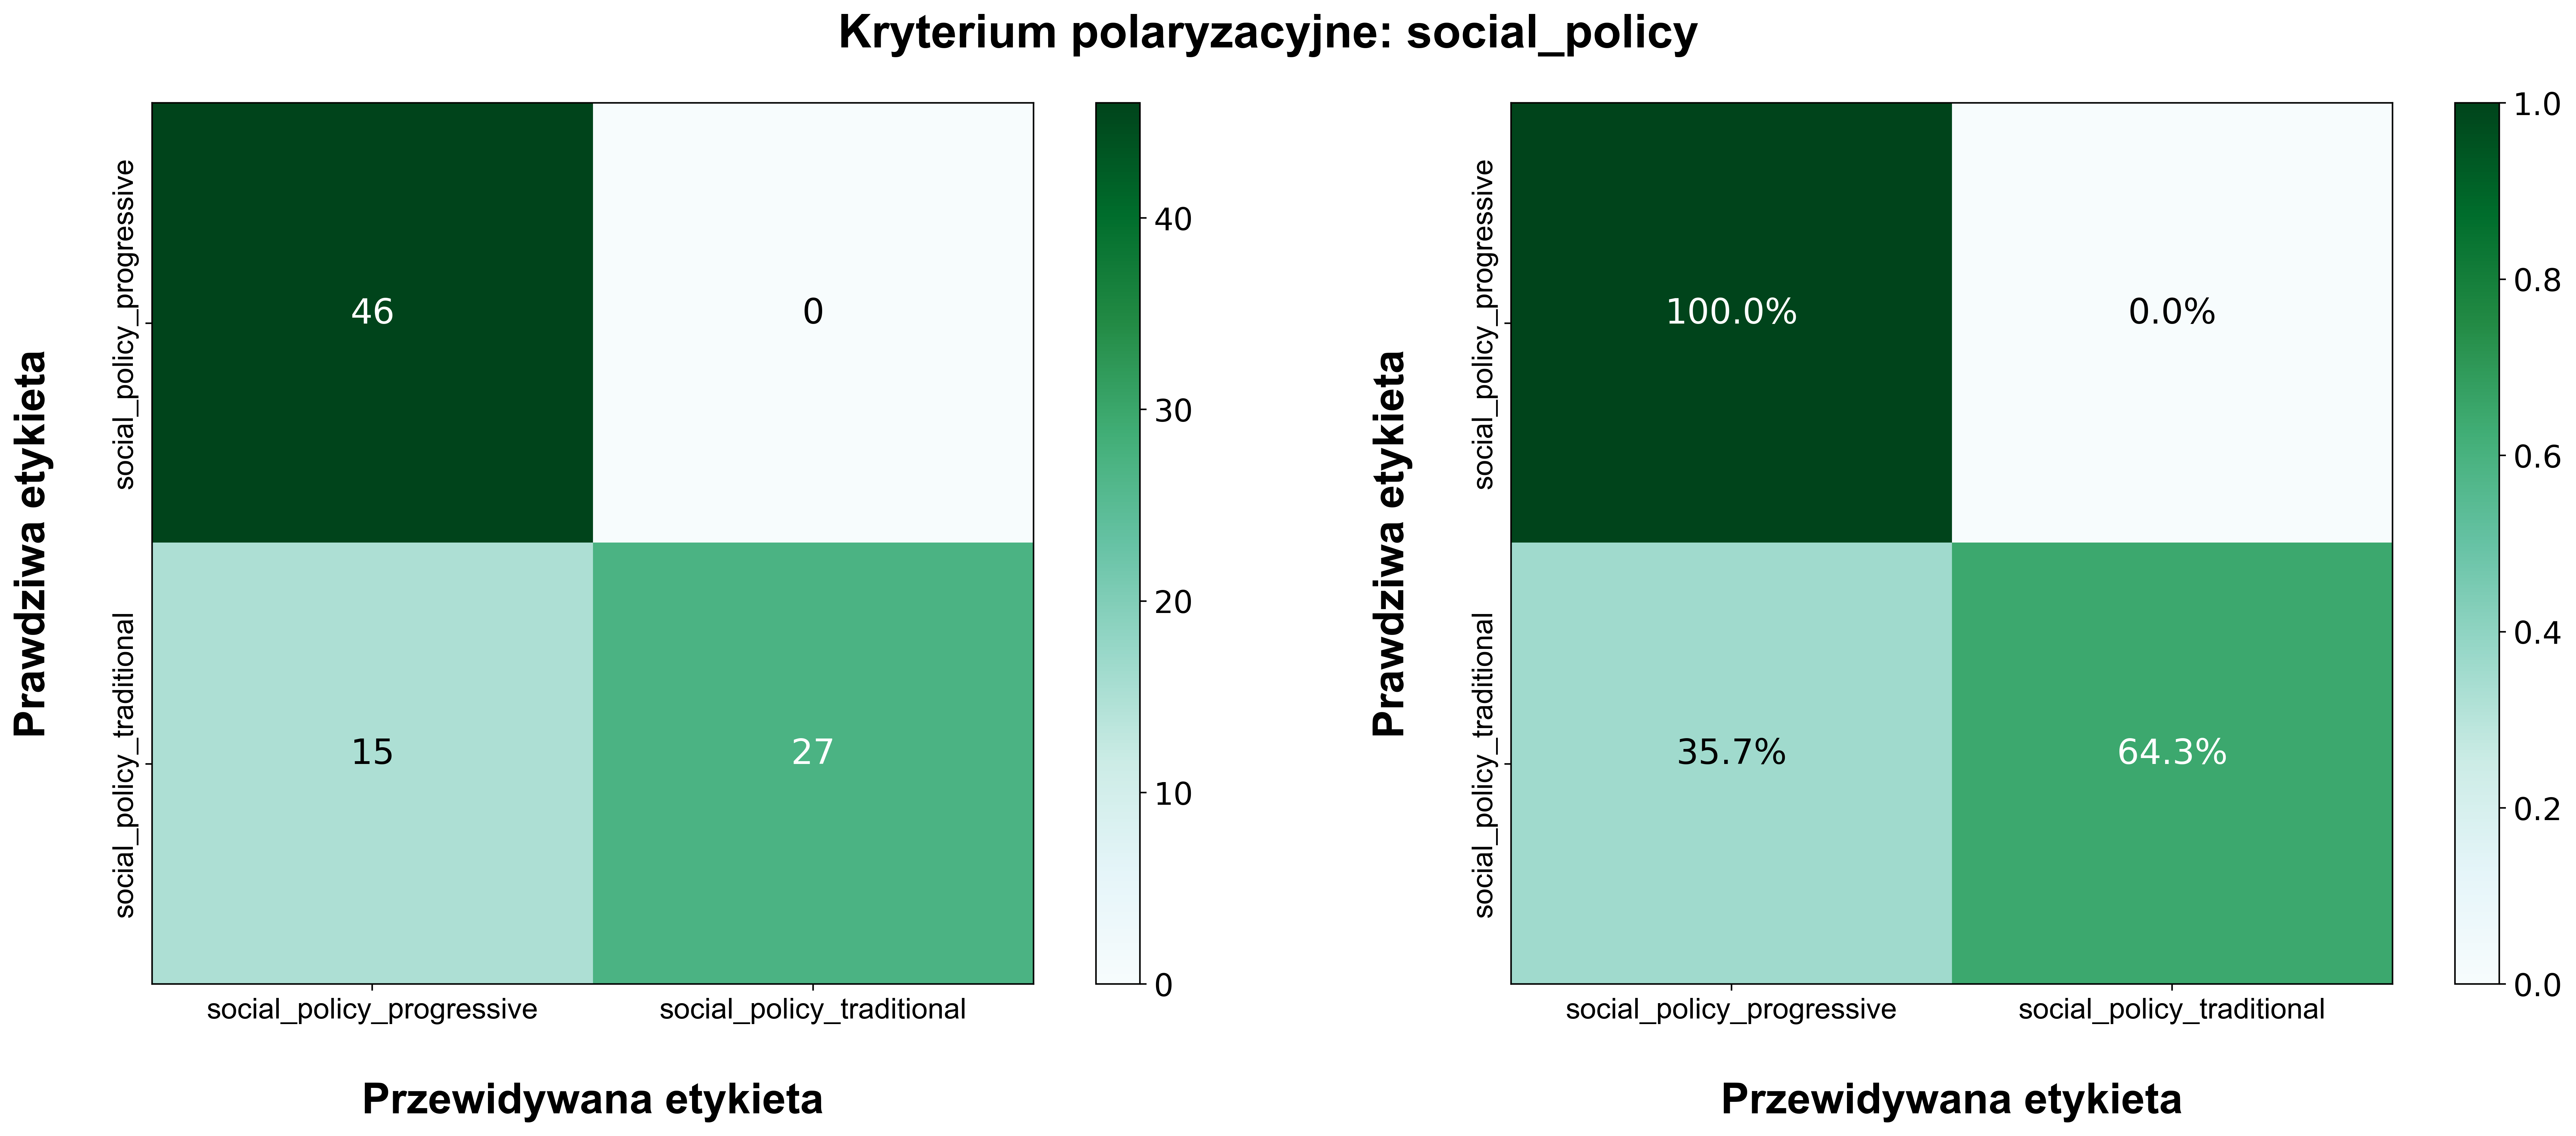 Kryterium polaryzacyjne: social_policy
Prawdziwa etykieta
social_policy_progressive
social_policy_traditional
46
0
15
27
social_policy_progressive
social_policy_traditional
Przewidywana etykieta
40
30
20
10
0
Prawdziwa etykieta
social_policy_progressive
social_policy_traditional
100.0%
0.0%
35.7%
64.3%
social_policy_progressive
social_policy_traditional
Przewidywana etykieta
1.0
0.8
0.6
0.4
0.2
0.0